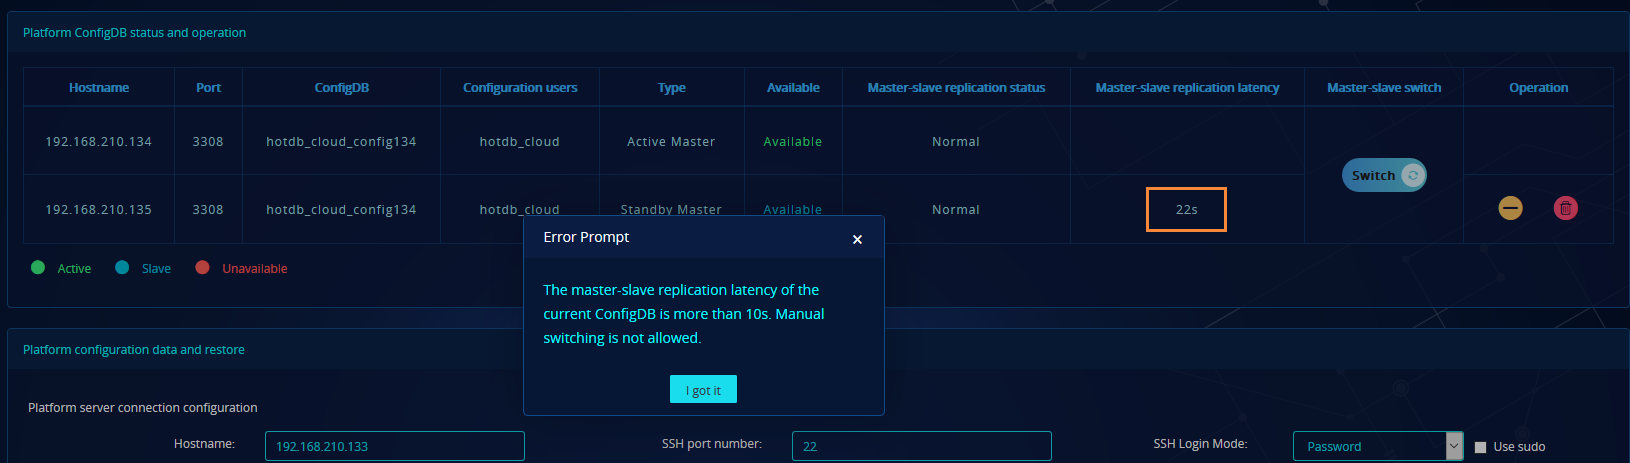 Platform ConfigDB status and operation
Hostname Port ConfigDB Configuration users Type Available Master-slave replication status Master-slave replication latency Master-slave switch Operation
192.168.210.134 3308 hotdb_cloud_config134 hotdb_cloud Active Master Available Normal
Switch
192.168.210.135 3308 hotdb_cloud_config134 hotdb_cloud Standby Master Available Normal 22s
Error Prompt ×
Active Slave Unavailable
The master-slave replication latency of the
current ConfigDB is more than 10s. Manual
switching is not allowed.
I got it
Platform configuration data and restore
Platform server connection configuration
Hostname: 192.168.210.133 SSH port number: 22 SSH Login Mode: Password Use sudo